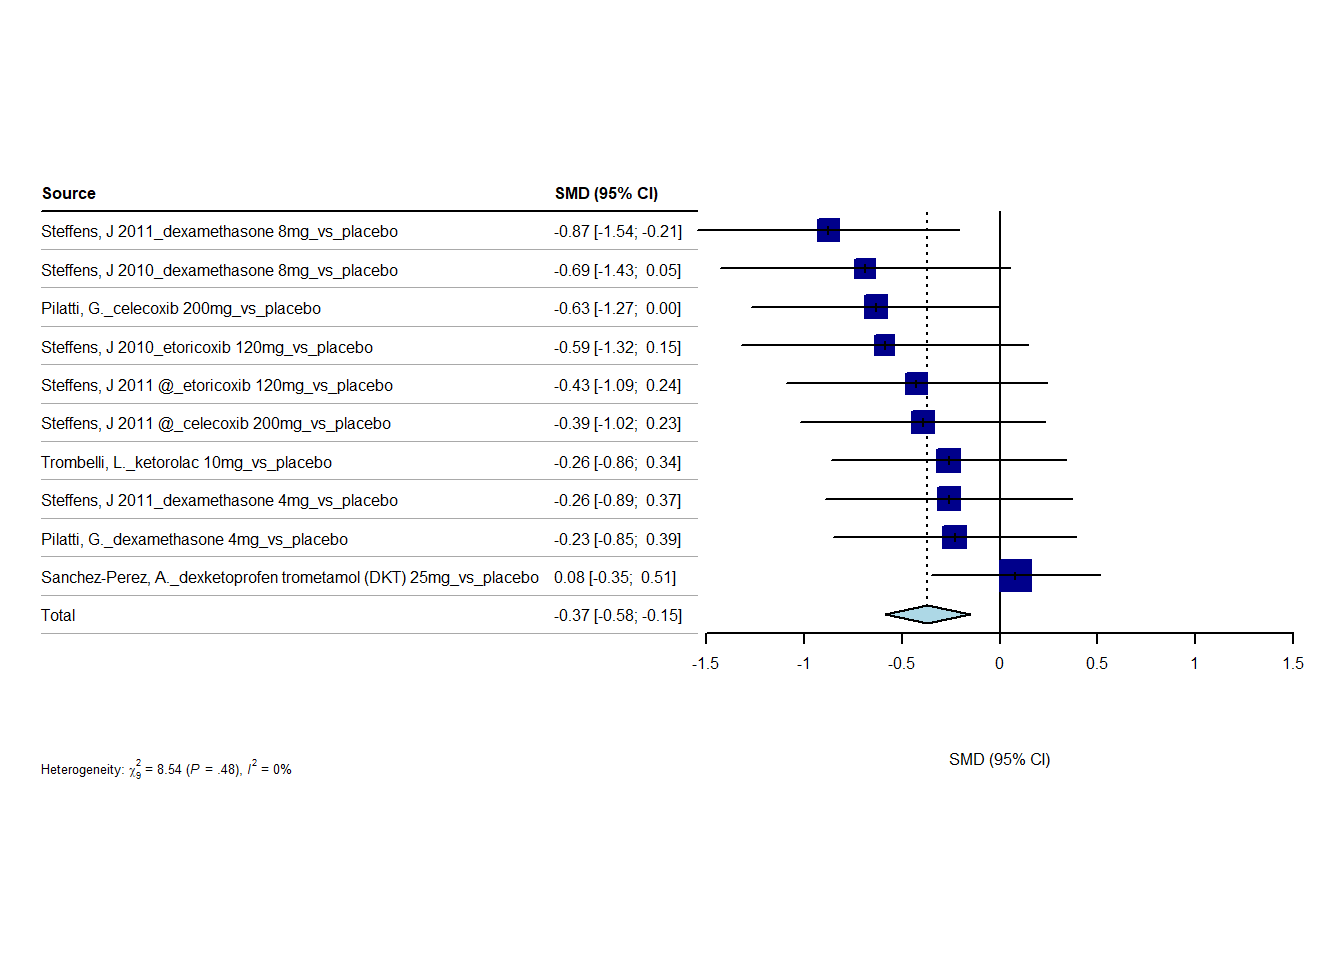 Source SMD (95% CI)
Steffens, J 2011_dexamethasone 8mg_vs_placebo -0.87 [-1.54; -0.21]
Steffens, J 2010_dexamethasone 8mg_vs_placebo -0.69 [-1.43; 0.05]
Pilatti, G._celecoxib 200mg_vs_placebo -0.63 [-1.27; 0.00]
Steffens, J 2010_etoricoxib 120mg_vs_placebo -0.59 [-1.32; 0.15]
Steffens, J 2011 @_etoricoxib 120mg_vs_placebo -0.43 [-1.09; 0.24]
Steffens, J 2011 @_celecoxib 200mg_vs_placebo -0.39 [-1.02; 0.23]
Trombelli, L._ketorolac 10mg_vs_placebo -0.26 [-0.86; 0.34]
Steffens, J 2011_dexamethasone 4mg_vs_placebo -0.26 [-0.89; 0.37]
Pilatti, G._dexamethasone 4mg_vs_placebo -0.23 [-0.85; 0.39]
Sanchez-Perez, A._dexketoprofen trometamol (DKT) 25mg_vs_placebo 0.08 [-0.35; 0.51]
Total -0.37 [-0.58; -0.15]
-1.5 -1 -0.5 0 0.5 1 1.5
SMD (95% CI)
Heterogeneity: χ²₉ = 8.54 (P = .48), I² = 0%